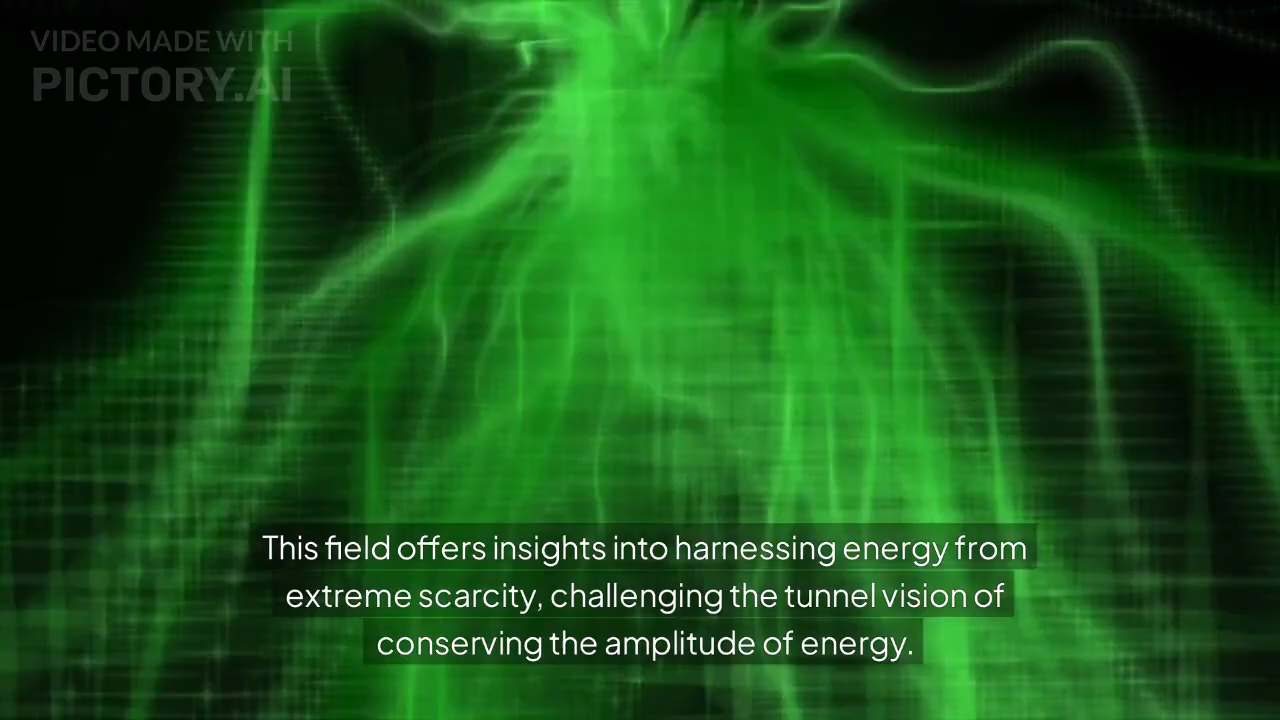 VIDEO MADE WITH
PICTORY.AI
This field offers insights into harnessing energy from
extreme scarcity, challenging the tunnel vision of
conserving the amplitude of energy.